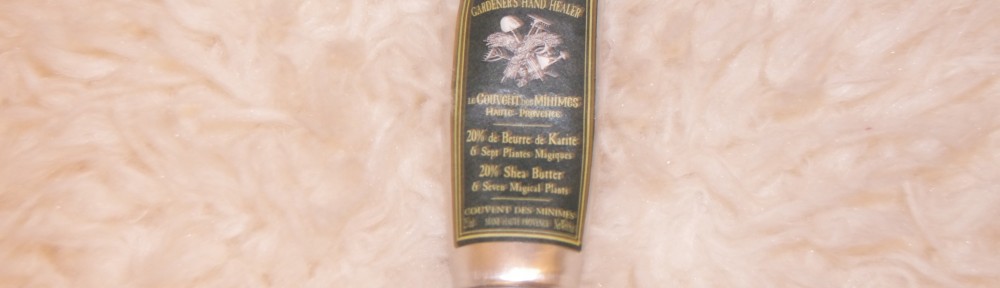 GARDENER'S HAND HEALER
LE COUVENT DES MINIMES
HAUTE-PROVENCE
20% de Beurre de Karité
& Sept Plantes Magiques
20% Shea Butter
& Seven Magical Plants
COUVENT DES MINIMES